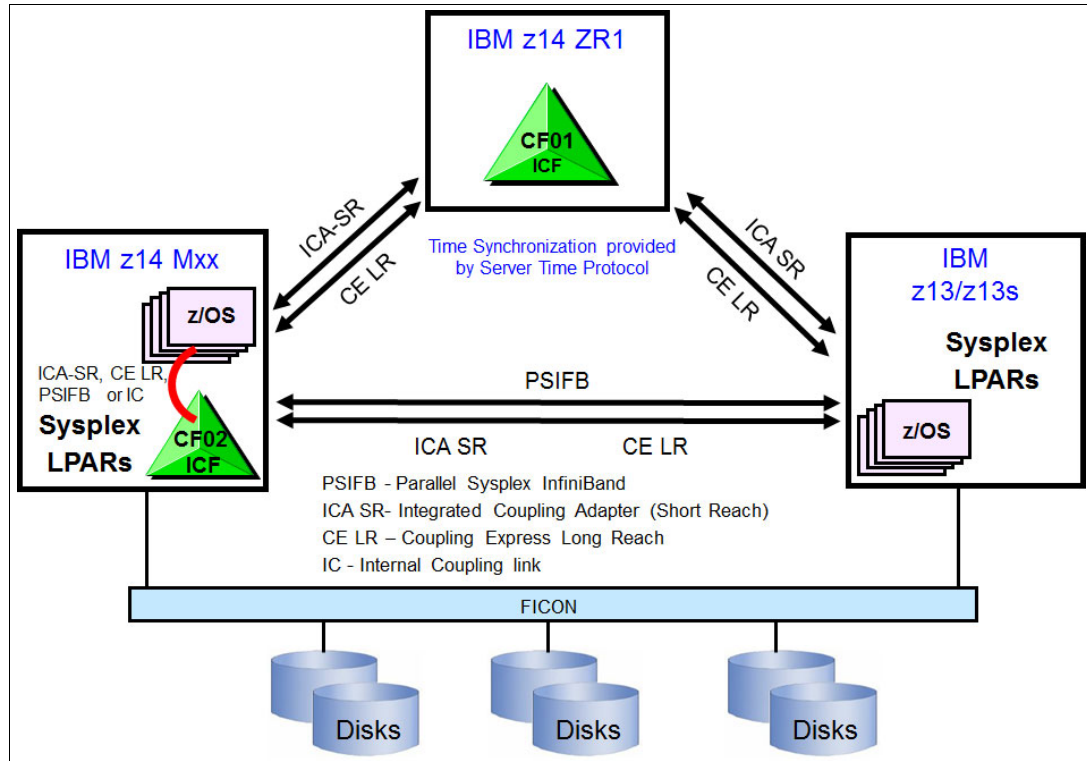 IBM z14 ZR1
CF01
ICF
ICA-SR
CE LR
Time Synchronization provided
by Server Time Protocol
ICA SR
CE LR
IBM z14 Mxx
z/OS
ICA-SR, CE LR,
PSIFB or IC
Sysplex
LPARs
CF02
ICF
IBM
z13/z13s
Sysplex
LPARs
z/OS
PSIFB
ICA SR CE LR
PSIFB - Parallel Sysplex InfiniBand
ICA SR- Integrated Coupling Adapter (Short Reach)
CE LR – Coupling Express Long Reach
IC - Internal Coupling link
FICON
Disks
Disks
Disks